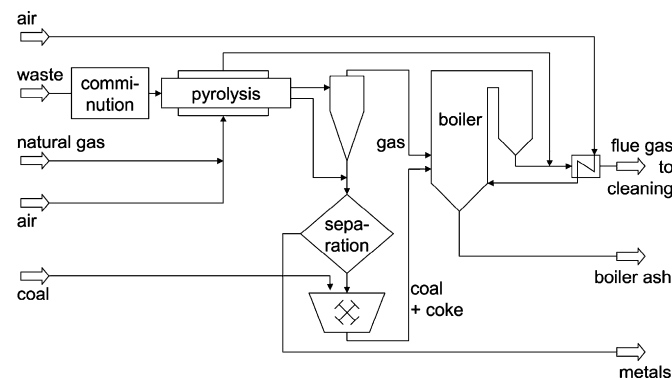 air
waste
commi-
nution
pyrolysis
natural gas
air
coal
gas
boiler
flue gas
to
cleaning
sepa-
ration
coal
+ coke
boiler ash
metals